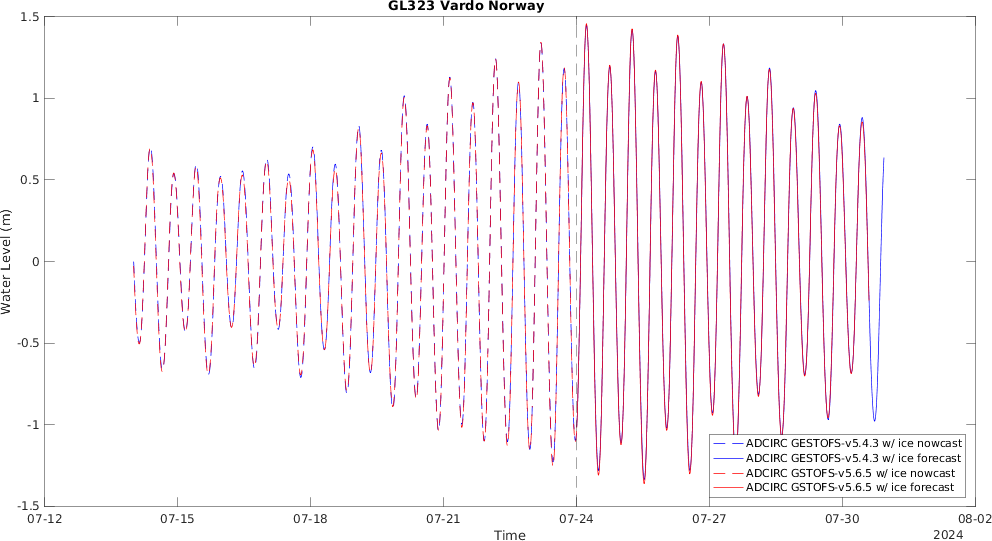 GL323 Vardo Norway
1.5
1
0.5
0
-0.5
-1
-1.5
Water Level (m)
ADCIRC GESTOFS-v5.4.3 w/ ice nowcast
ADCIRC GESTOFS-v5.4.3 w/ ice forecast
ADCIRC GSTOFS-v5.6.5 w/ ice nowcast
ADCIRC GSTOFS-v5.6.5 w/ ice forecast
07-12 07-15 07-18 07-21 07-24 07-27 07-30 08-02
Time
2024